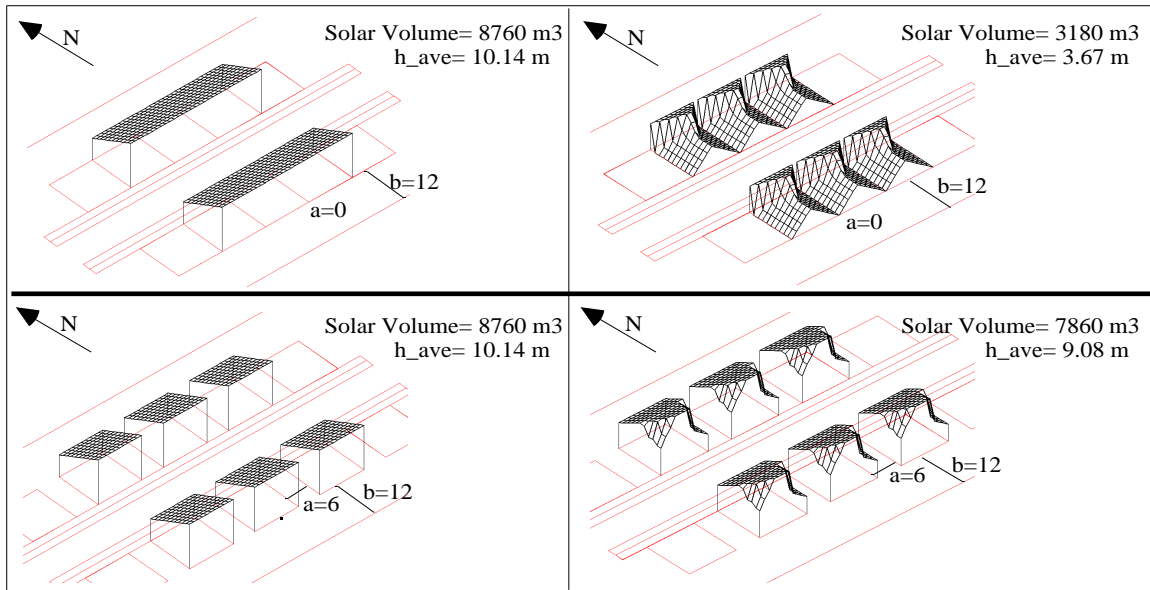 N
Solar Volume= 8760 m3
h_ave= 10.14 m
b=12
a=0
N
Solar Volume= 3180 m3
h_ave= 3.67 m
b=12
a=0
N
Solar Volume= 8760 m3
h_ave= 10.14 m
b=12
a=6
N
Solar Volume= 7860 m3
h_ave= 9.08 m
b=12
a=6